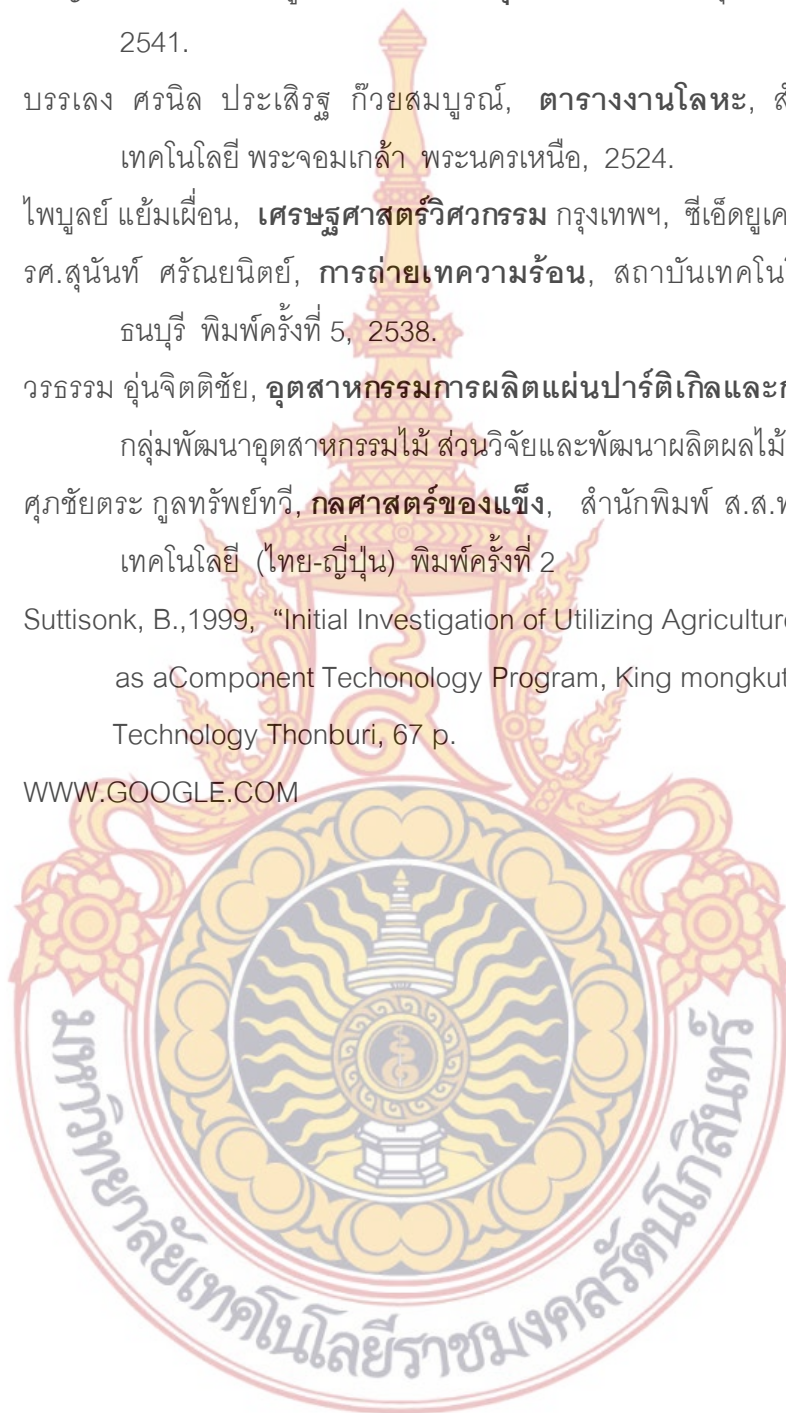 2541.
บรรเลง ศรนิล ประเสิรฐ ก๊วยสมบูรณ์, ตารางงานโลหะ,
เทคโนโลยี พระจอมเกล้า พระนครเหนือ, 2524.
ไพบูลย์ แย้มเผื่อน, เศรษฐศาสตร์วิศวกรรม กรุงเทพฯ, ซีเอ็ดยูเค
รศ.สุนันท์ ศรัณยนิตย์, การถ่ายเทความร้อน, สถาบันเทคโนโ
ธนบุรี พิมพ์ครั้งที่ 5, 2538.
วรธรรม อุ่นจิตติชัย, อุตสาหกรรมการผลิตแผ่นปาร์ติเกิลและก
กลุ่มพัฒนาอุตสาหกรรมไม้ ส่วนวิจัยและพัฒนาผลิตผลไม้
ศุภชัยตระ กูลทรัพย์ทวี, กลศาสตร์ของแข็ง, สำนักพิมพ์ ส.ส.ท
เทคโนโลยี (ไทย-ญี่ปุ่น) พิมพ์ครั้งที่ 2
Suttisonk, B.,1999, “Initial Investigation of Utilizing Agriculture
as aComponent Techonology Program, King mongkut
Technology Thonburi, 67 p.
WWW.GOOGLE.COM
มหาวิทยาลัยเทคโนโลยีราชมงคลรัตนโกสินทร์